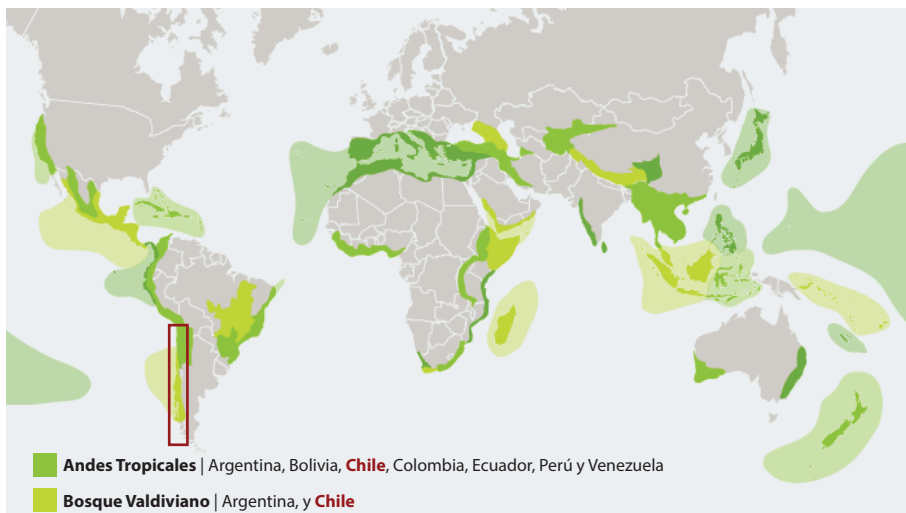 Andes Tropicales | Argentina, Bolivia, Chile, Colombia, Ecuador, Perú y Venezuela
Bosque Valdiviano | Argentina, y Chile